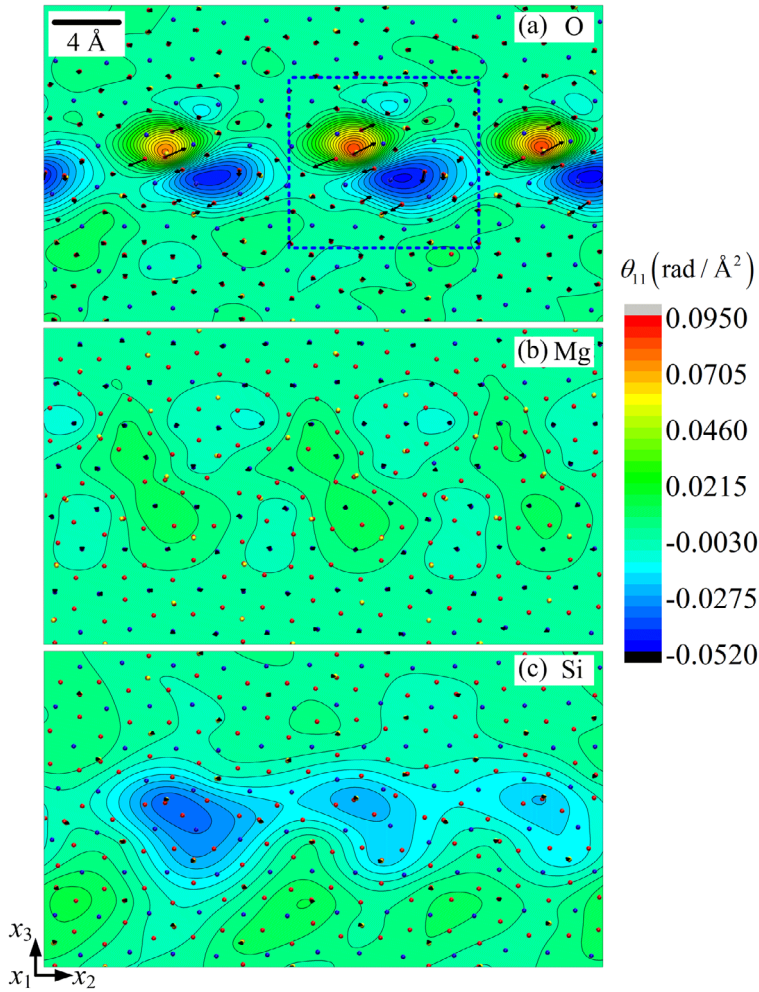 4 Å
(a) O
(b) Mg
(c) Si
θ₁₁ (rad / Å²)
0.0950
0.0705
0.0460
0.0215
-0.0030
-0.0275
-0.0520
x₃
x₁
x₂